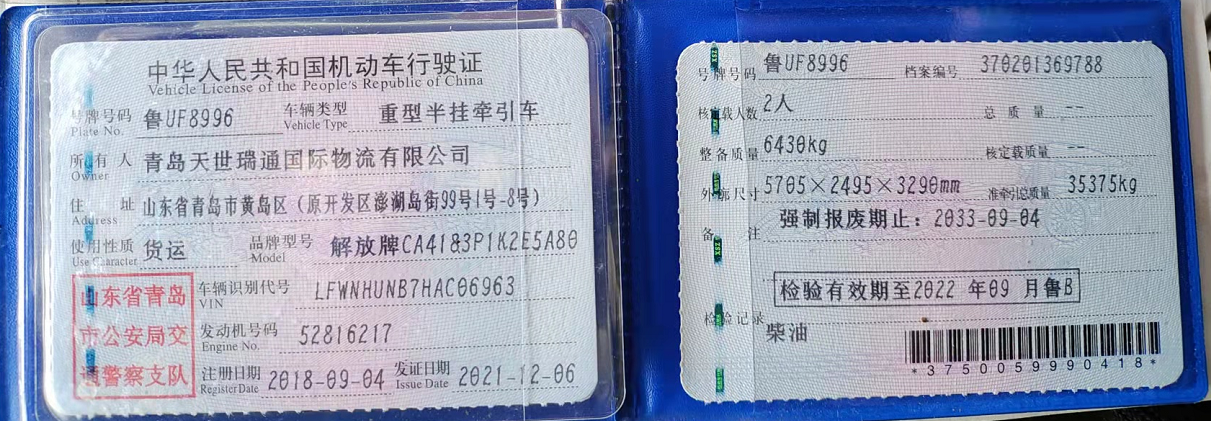 中华人民共和国机动车行驶证
Vehicle License of the People's Republic of China
号牌号码 鲁UF8996 车辆类型 重型半挂牵引车
Plate No. Vehicle Type
所有人 青岛天世瑞通国际物流有限公司
Owner
住址 山东省青岛市黄岛区(原开发区澎湖岛街99号1号-8号)
Address
使用性质 货运 品牌型号 解放牌CA4183P1K2E5A80
Use Character Model
车辆识别代号 LFWNHUNB7HAC06963
VIN
发动机号码 52816217
Engine No.
注册日期 2018-09-04 发证日期 2021-12-06
Register Date Issue Date
山东省青岛
市公安局交
通警察支队
号牌号码 鲁UF8996 档案编号 370201369788
核定载人数 2人 总质量 --
整备质量 6430kg 核定载质量 --
外廓尺寸 5705×2495×3290mm 准牵引总质量 35375kg
备注 强制报废期止:2033-09-04
检验有效期至2022 年09 月鲁B
检验记录
柴油
*3750059990418*